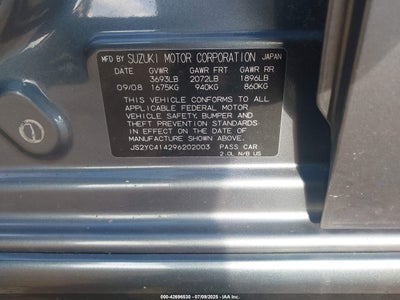 MFD BY SUZUKI MOTOR CORPORATION JAPAN
DATE GVWR GAWR FRT GAWR RR
3693LB 2072LB 1896LB
09/08 1675KG 940KG 860KG
THIS VEHICLE CONFORMS TO ALL
APPLICABLE FEDERAL MOTOR
VEHICLE SAFETY, BUMPER AND
THEFT PREVENTION STANDARDS
IN EFFECT ON THE DATE OF
MANUFACTURE SHOWN ABOVE.
JS2YC414296202003 PASS CAR
2.0L N/B US
000-42696530 - 07/09/2025 - IAAI.COM